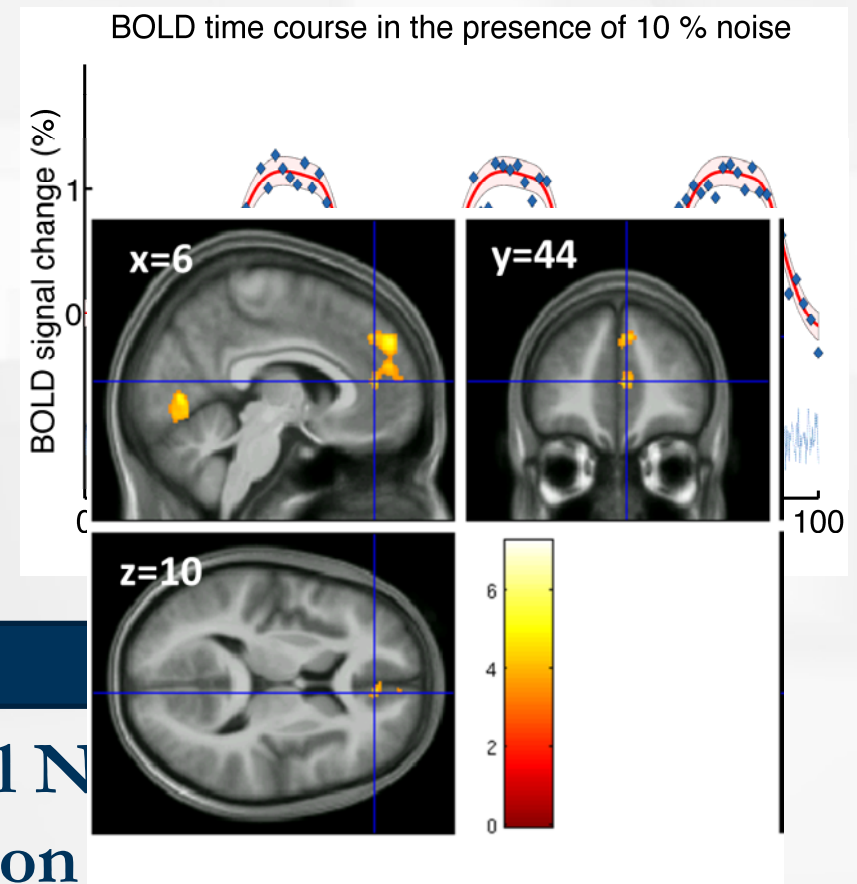 BOLD time course in the presence of 10 % noise
BOLD signal change (%)
1
0
x=6
y=44
100
z=10
6
4
2
0
l N
on